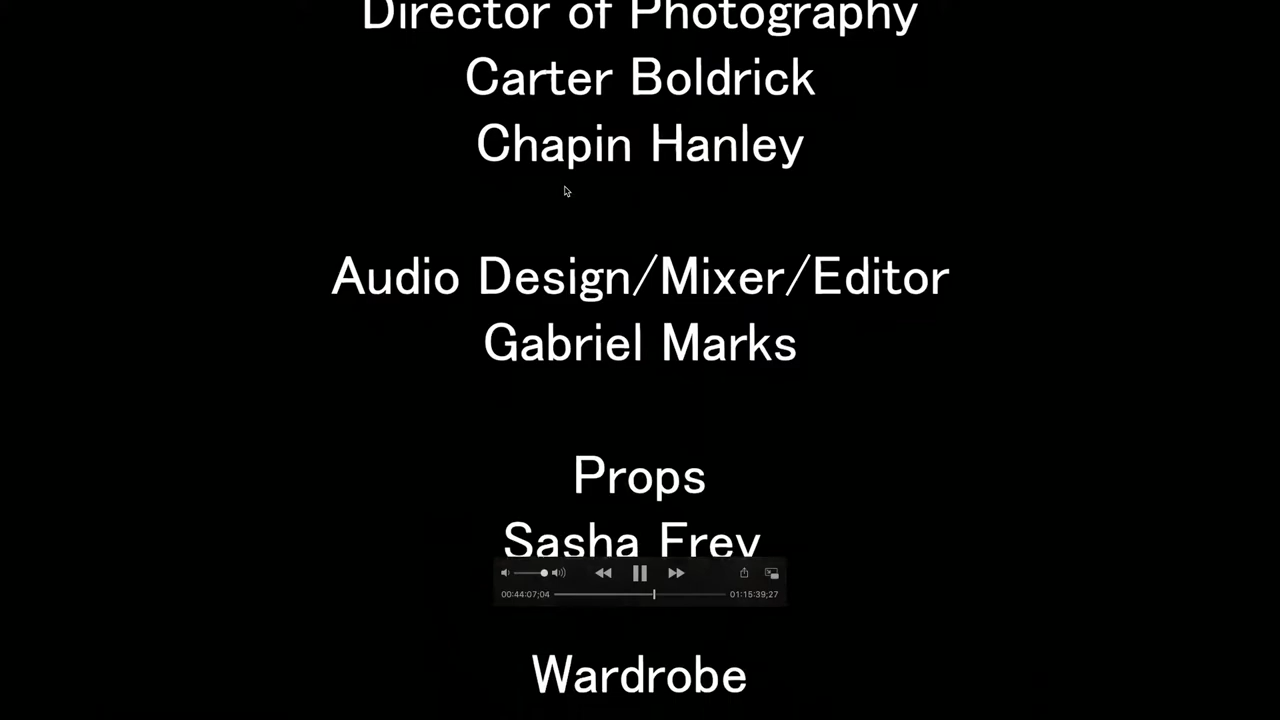 Director of Photography
Carter Boldrick
Chapin Hanley
Audio Design/Mixer/Editor
Gabriel Marks
Props
Sasha Frey
00:44:07;04
01:15:39;27
Wardrobe